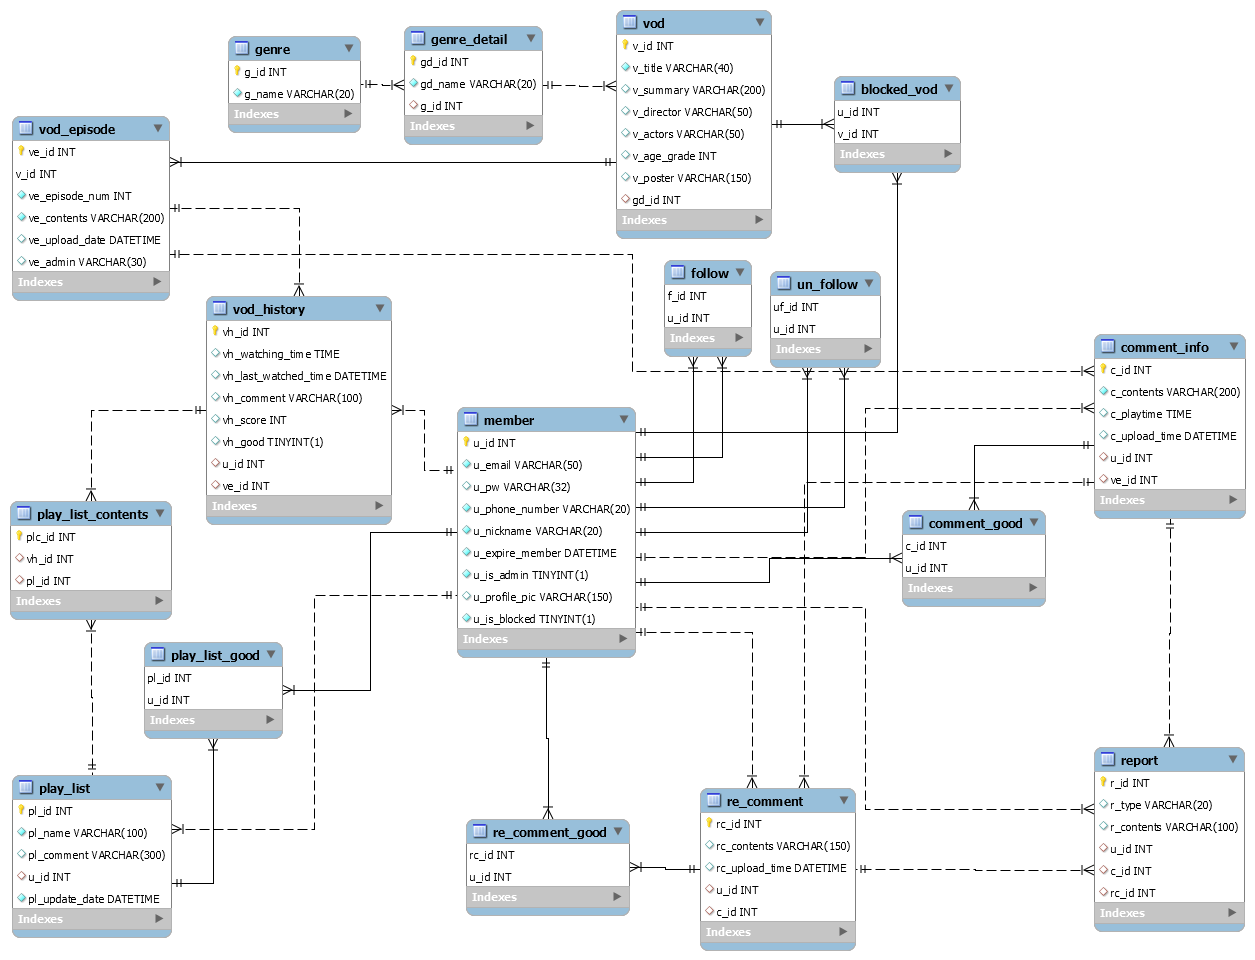 genre
g_id INT
g_name VARCHAR(20)
Indexes
genre_detail
gd_id INT
gd_name VARCHAR(20)
g_id INT
Indexes
vod
v_id INT
v_title VARCHAR(40)
v_summary VARCHAR(200)
v_director VARCHAR(50)
v_actors VARCHAR(50)
v_age_grade INT
v_poster VARCHAR(150)
gd_id INT
Indexes
blocked_vod
u_id INT
v_id INT
Indexes
vod_episode
ve_id INT
v_id INT
ve_episode_num INT
ve_contents VARCHAR(200)
ve_upload_date DATETIME
ve_admin VARCHAR(30)
Indexes
vod_history
vh_id INT
vh_watching_time TIME
vh_last_watched_time DATETIME
vh_comment VARCHAR(100)
vh_score INT
vh_good TINYINT(1)
u_id INT
ve_id INT
Indexes
follow
f_id INT
u_id INT
Indexes
un_follow
uf_id INT
u_id INT
Indexes
comment_info
c_id INT
c_contents VARCHAR(200)
c_playtime TIME
c_upload_time DATETIME
u_id INT
ve_id INT
Indexes
member
u_id INT
u_email VARCHAR(50)
u_pw VARCHAR(32)
u_phone_number VARCHAR(20)
u_nickname VARCHAR(20)
u_expire_member DATETIME
u_is_admin TINYINT(1)
u_profile_pic VARCHAR(150)
u_is_blocked TINYINT(1)
Indexes
play_list_contents
plc_id INT
vh_id INT
pl_id INT
Indexes
comment_good
c_id INT
u_id INT
Indexes
play_list_good
pl_id INT
u_id INT
Indexes
play_list
pl_id INT
pl_name VARCHAR(100)
pl_comment VARCHAR(300)
u_id INT
pl_update_date DATETIME
Indexes
re_comment_good
rc_id INT
u_id INT
Indexes
re_comment
rc_id INT
rc_contents VARCHAR(150)
rc_upload_time DATETIME
u_id INT
c_id INT
Indexes
report
r_id INT
r_type VARCHAR(20)
r_contents VARCHAR(100)
u_id INT
c_id INT
rc_id INT
Indexes